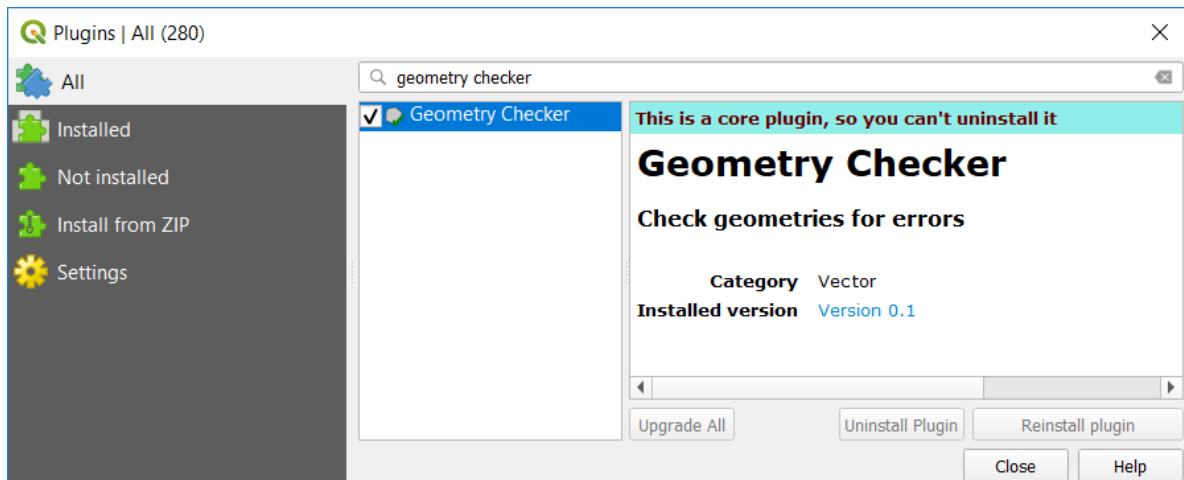 Plugins | All (280)
All
Installed
Not installed
Install from ZIP
Settings
geometry checker
Geometry Checker
This is a core plugin, so you can't uninstall it
Geometry Checker
Check geometries for errors
Category Vector
Installed version Version 0.1
Upgrade All Uninstall Plugin Reinstall plugin
Close Help